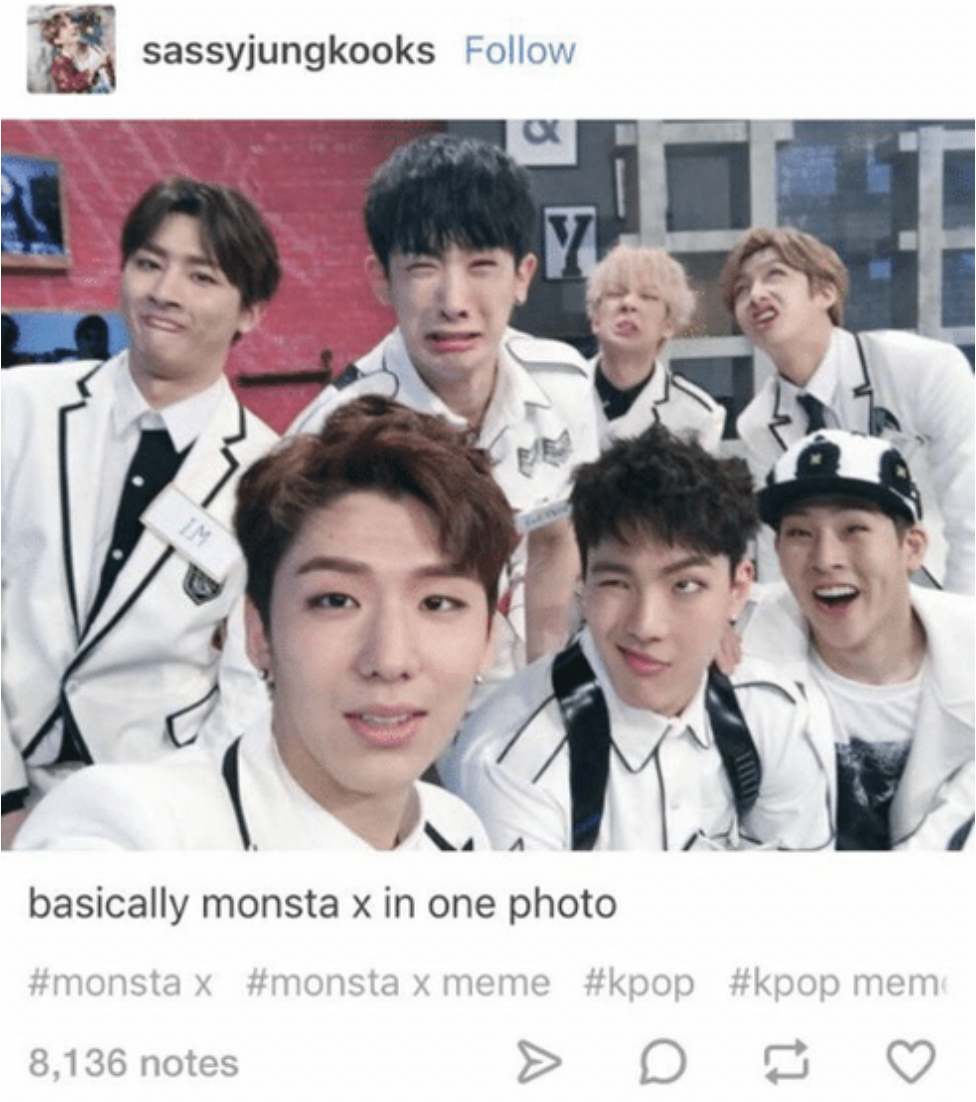 sassyjungkooks Follow
&
Y
I.M
basically monsta x in one photo
#monsta x #monsta x meme #kpop #kpop mem
8,136 notes